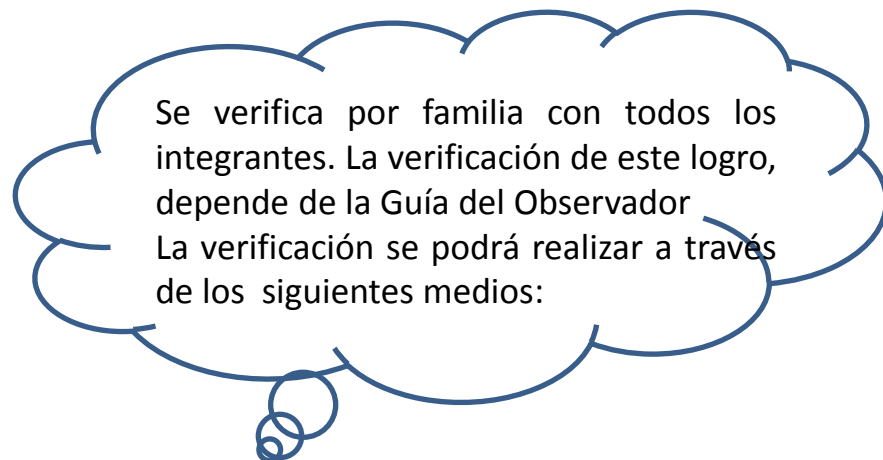 Se verifica por familia con todos los
integrantes. La verificación de este logro,
depende de la Guía del Observador
La verificación se podrá realizar a través
de los siguientes medios: